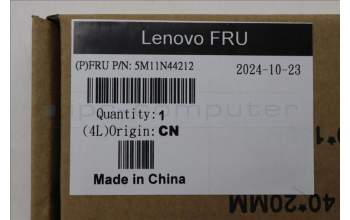 Lenovo FRU
(P)FRU P/N: 5M11N44212
2024-10-23
Quantity:1
(4L)Origin:CN
Made in China
40*20MM